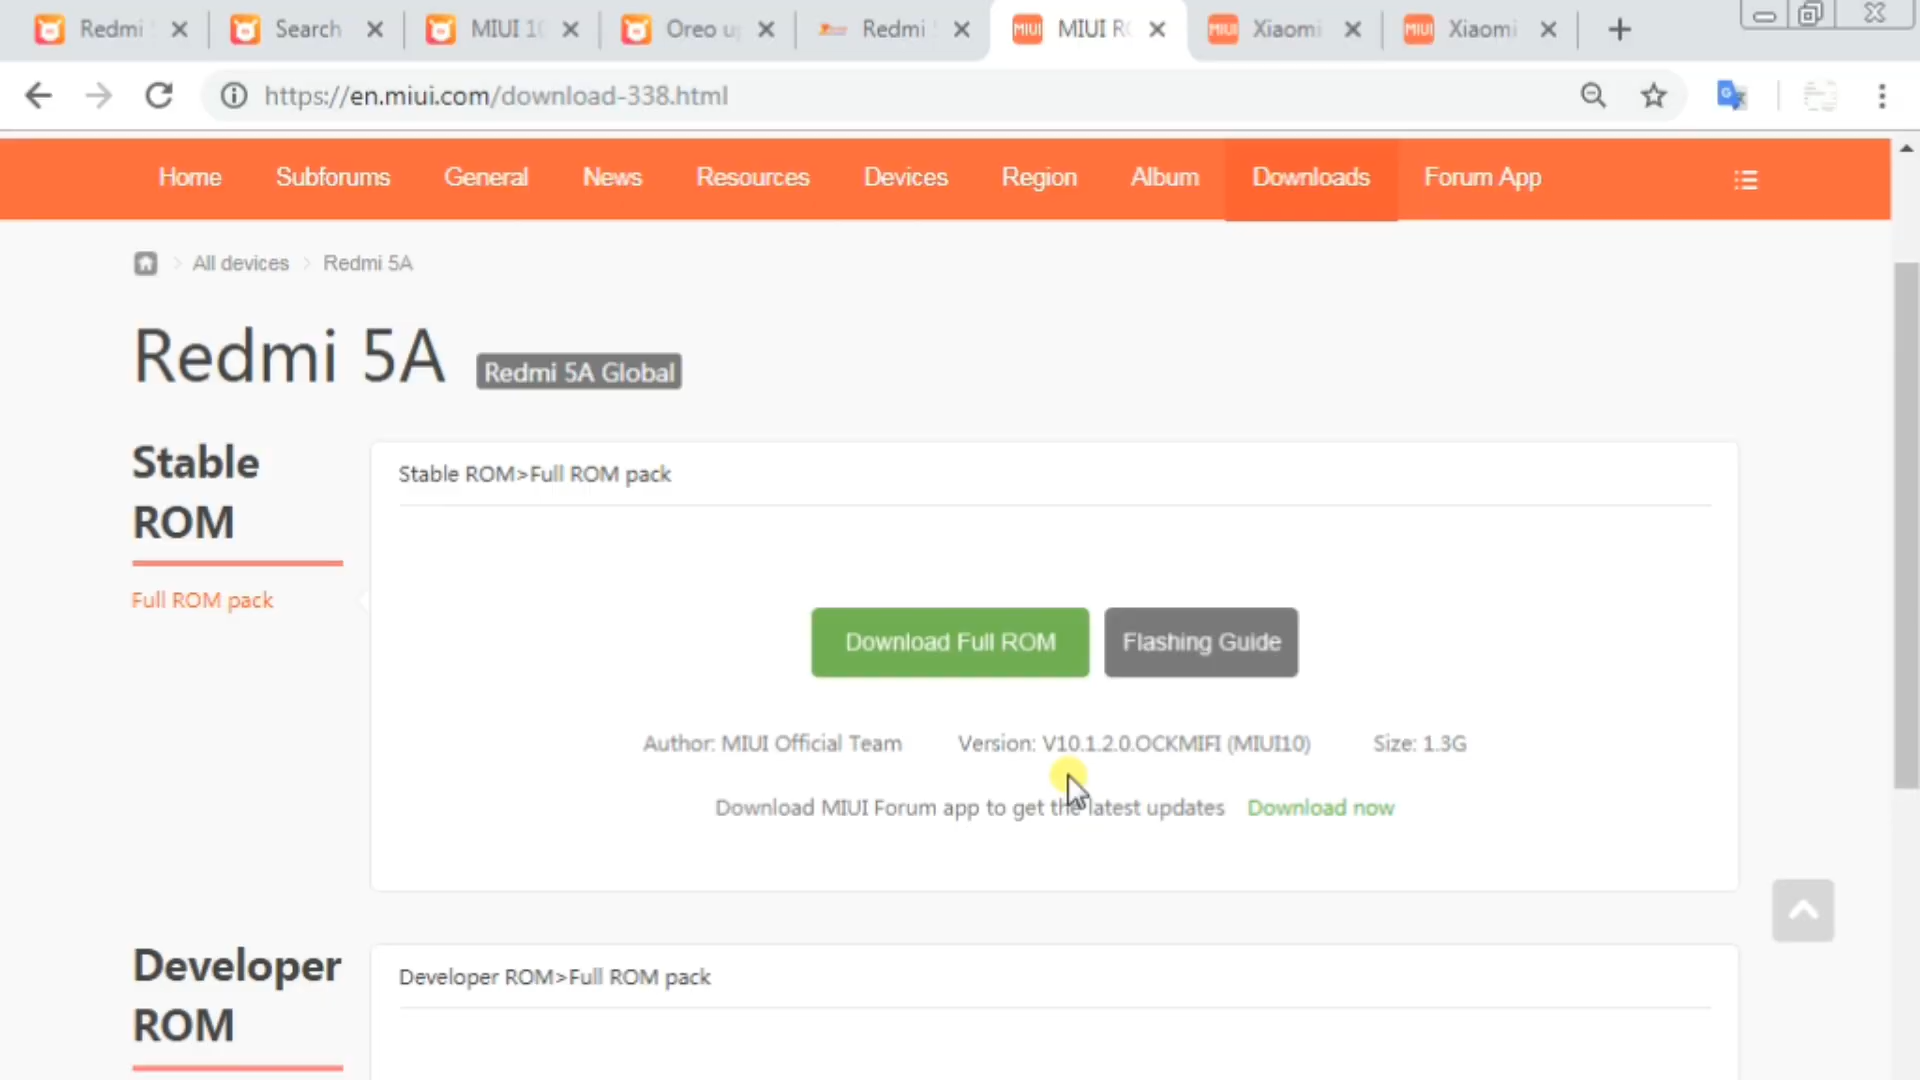 Redmi
Search
MIUI 10
Oreo up
Redmi
MIUI RO
Xiaomi
Xiaomi
https://en.miui.com/download-338.html
Home Subforums General News Resources Devices Region Album Downloads Forum App
All devices > Redmi 5A
Redmi 5A Redmi 5A Global
Stable
ROM
Full ROM pack
Stable ROM>Full ROM pack
Download Full ROM Flashing Guide
Author: MIUI Official Team Version: V10.1.2.0.OCKMIFI (MIUI10) Size: 1.3G
Download MIUI Forum app to get the latest updates Download now
Developer
ROM
Developer ROM>Full ROM pack